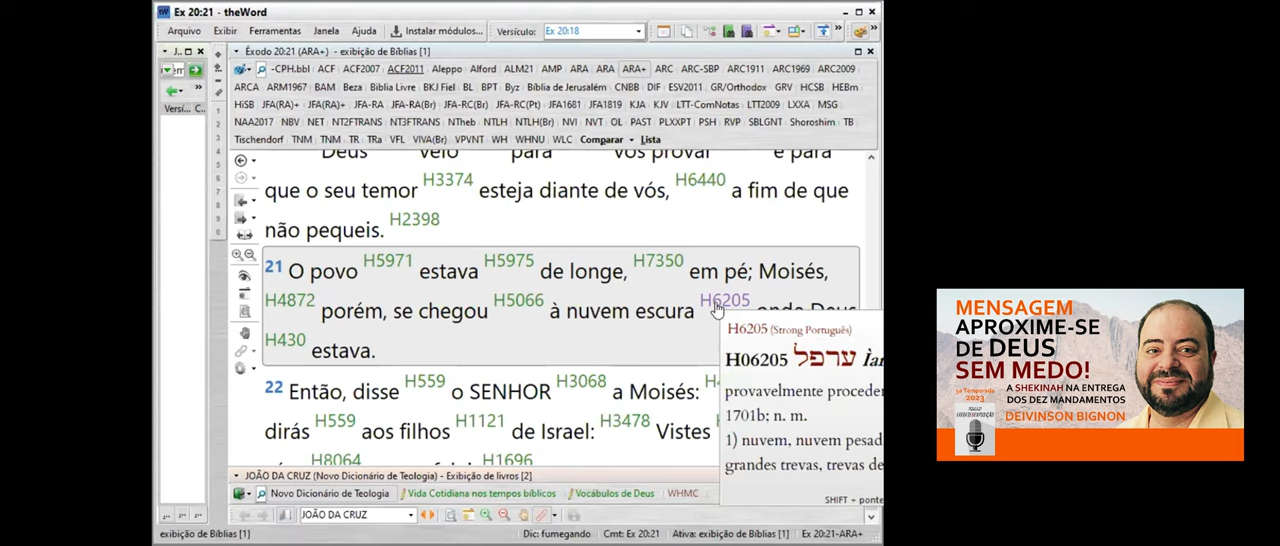 Ex 20:21 - theWord
Arquivo Exibir Ferramentas Janela Ajuda Instalar módulos... Versículo: Ex 20:18
Êxodo 20:21 (ARA+) - exibição de Bíblias [1]
-CPH.bbl ACF ACF2007 ACF2011 Aleppo Alford ALM21 AMP ARA ARA ARA+ ARC ARC-SBP ARC1911 ARC1969 ARC2009
ARCA ARM1967 BAM Beza Bíblia Livre BKJ Fiel BL BPT Byz Bíblia de Jerusalém CNBB DIF ESV2011 GR/Orthodox GRV HCSB HEBm
HiSB JFA(RA)+ JFA(RA)+ JFA-RA JFA-RA(Br) JFA-RC(Br) JFA-RC(Pt) JFA1681 JFA1819 KJA KJV LTT-ComNotas LTT2009 LXXA MSG
NAA2017 NBV NET NT2FTRANS NT3FTRANS NTheb NTLH NTLH(Br) NVI NVT OL PAST PLXXPT PSH RVP SBLGNT Shoroshim TB
Tischendorf TNM TNM TR TRa VFL VIVA(Br) VPVNT WH WHNU WLC Comparar Lista
Deus veio para vos provar e para
que o seu temor H3374 esteja diante de vós, H6440 a fim de que
não pequeis. H2398
21 O povo H5971 estava H5975 de longe, H7350 em pé; Moisés,
H4872 porém, se chegou H5066 à nuvem escura H6205 onde Deus
H430 estava.
H6205 (Strong Português)
H06205 ערפל
provavelmente
1701b; n. m.
1) nuvem, nuvem
grandes trevas, trevas
SHIFT +
22 Então, disse H559 o SENHOR H3068 a Moisés:
dirás H559 aos filhos H1121 de Israel: H3478 Vistes
H8064 H1696
JOÃO DA CRUZ (Novo Dicionário de Teologia) - Exibição de livros [2]
Novo Dicionário de Teologia Vida Cotidiana nos tempos bíblicos Vocábulos de Deus WHMC
JOÃO DA CRUZ
exibição de Bíblias [1] Dic: fumegando Cmt: Ex 20:21 Ativa: exibição de Bíblias [1] Ex 20:21-ARA+
MENSAGEM
APROXIME-SE
DE DEUS
SEM MEDO!
A SHEKINAH NA ENTREGA
DOS DEZ MANDAMENTOS
DEIVINSON BIGNON
2023